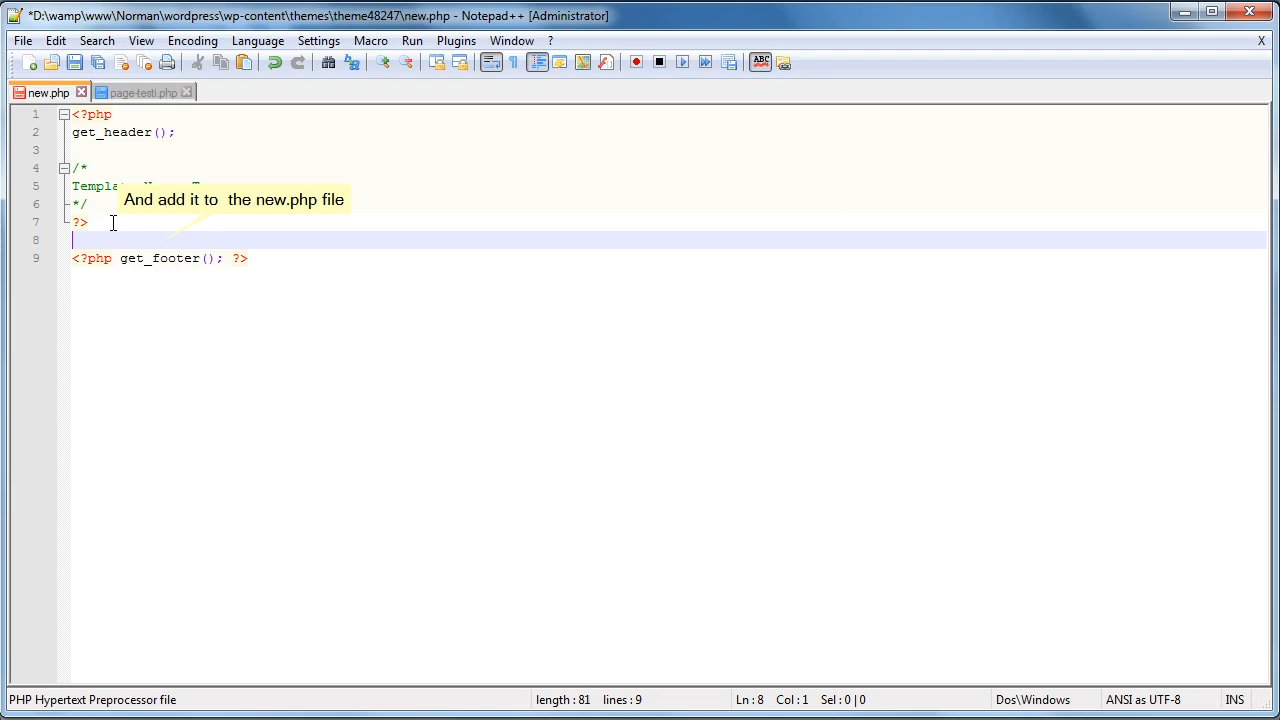 *D:\wamp\www\Norman\wordpress\wp-content\themes\theme48247\new.php - Notepad++ [Administrator]
File Edit Search View Encoding Language Settings Macro Run Plugins Window ? X
new.php page-testi.php
1 <?php
2 get_header();
3
4 /*
5
6 */
7 ?>
8
9 <?php get_footer(); ?>
And add it to the new.php file
ABC
PHP Hypertext Preprocessor file length : 81 lines : 9 Ln : 8 Col : 1 Sel : 0 | 0 Dos\Windows ANSI as UTF-8 INS